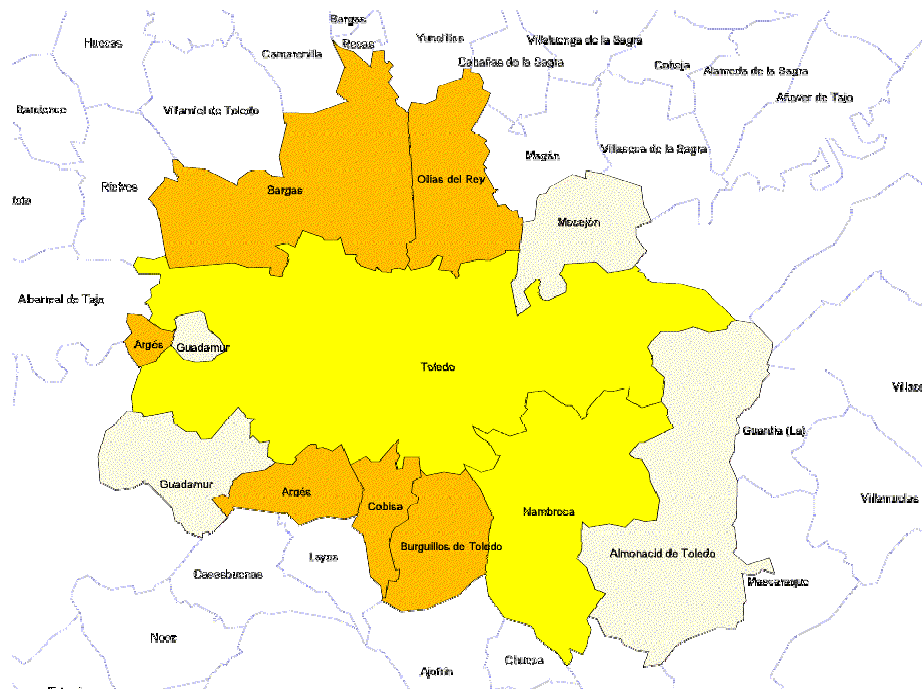 Bargas
Huecas
Recas
Yunclillos
Villaluenga de la Sagra
Camarenilla
Cabañas de la Sagra
Cobeja
Alameda de la Sagra
Añover de Tajo
Barcience
Villamiel de Toledo
Magán
Villaseca de la Sagra
Rielves
Bargas
Olías del Rey
Mocejón
Albarreal de Tajo
Argés
Guadamur
Toledo
Guardia (La)
Guadamur
Argés
Cobisa
Nambroca
Burguillos de Toledo
Almonacid de Toledo
Layos
Casasbuenas
Mascaraque
Noez
Ajofrín
Chueca